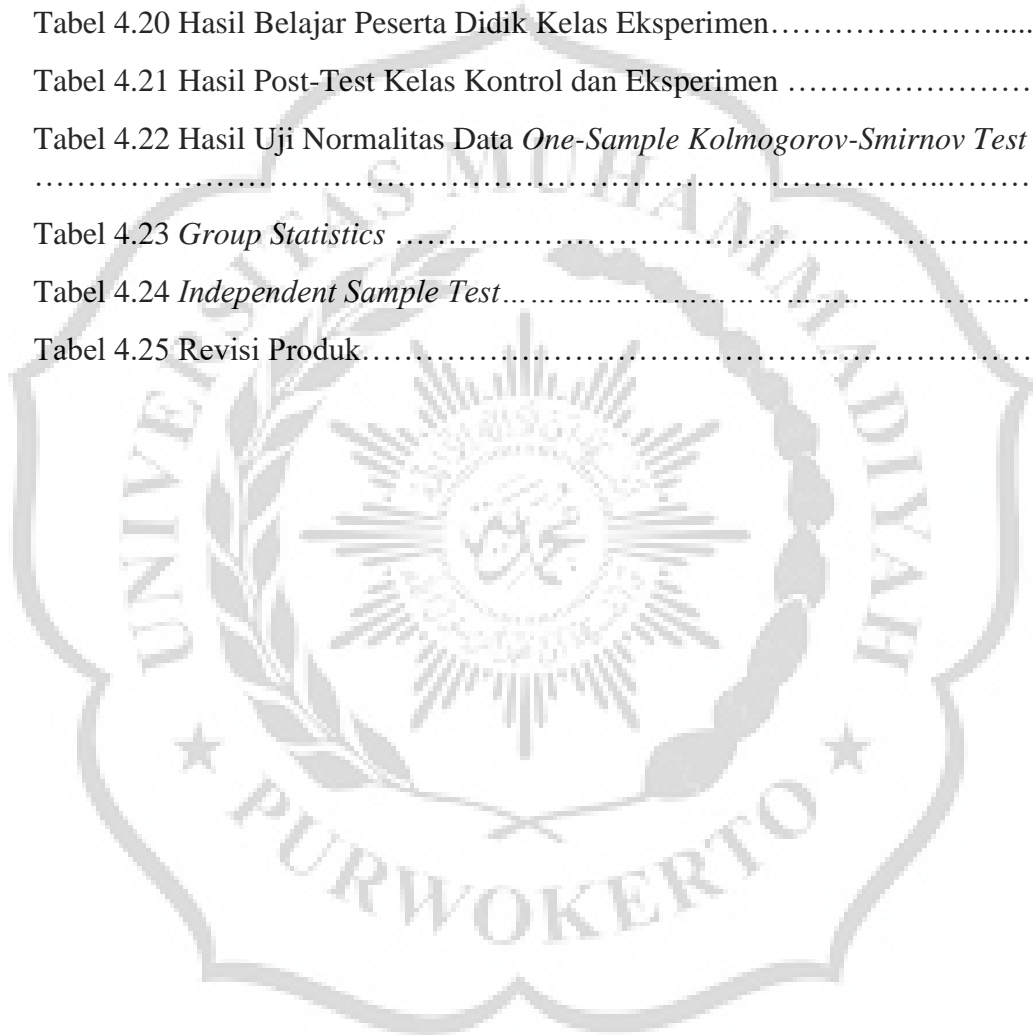 Tabel 4.20 Hasil Belajar Peserta Didik Kelas Eksperimen…………………......
Tabel 4.21 Hasil Post-Test Kelas Kontrol dan Eksperimen ……………………
Tabel 4.22 Hasil Uji Normalitas Data One-Sample Kolmogorov-Smirnov Test
…………………..…………………………………………………………..………
Tabel 4.23 Group Statistics …………………………………………………..…
Tabel 4.24 Independent Sample Test……………………………………………..
Tabel 4.25 Revisi Produk……………………………………………………………
UNIVERSITAS MUHAMMADIYAH
PURWOKERTO